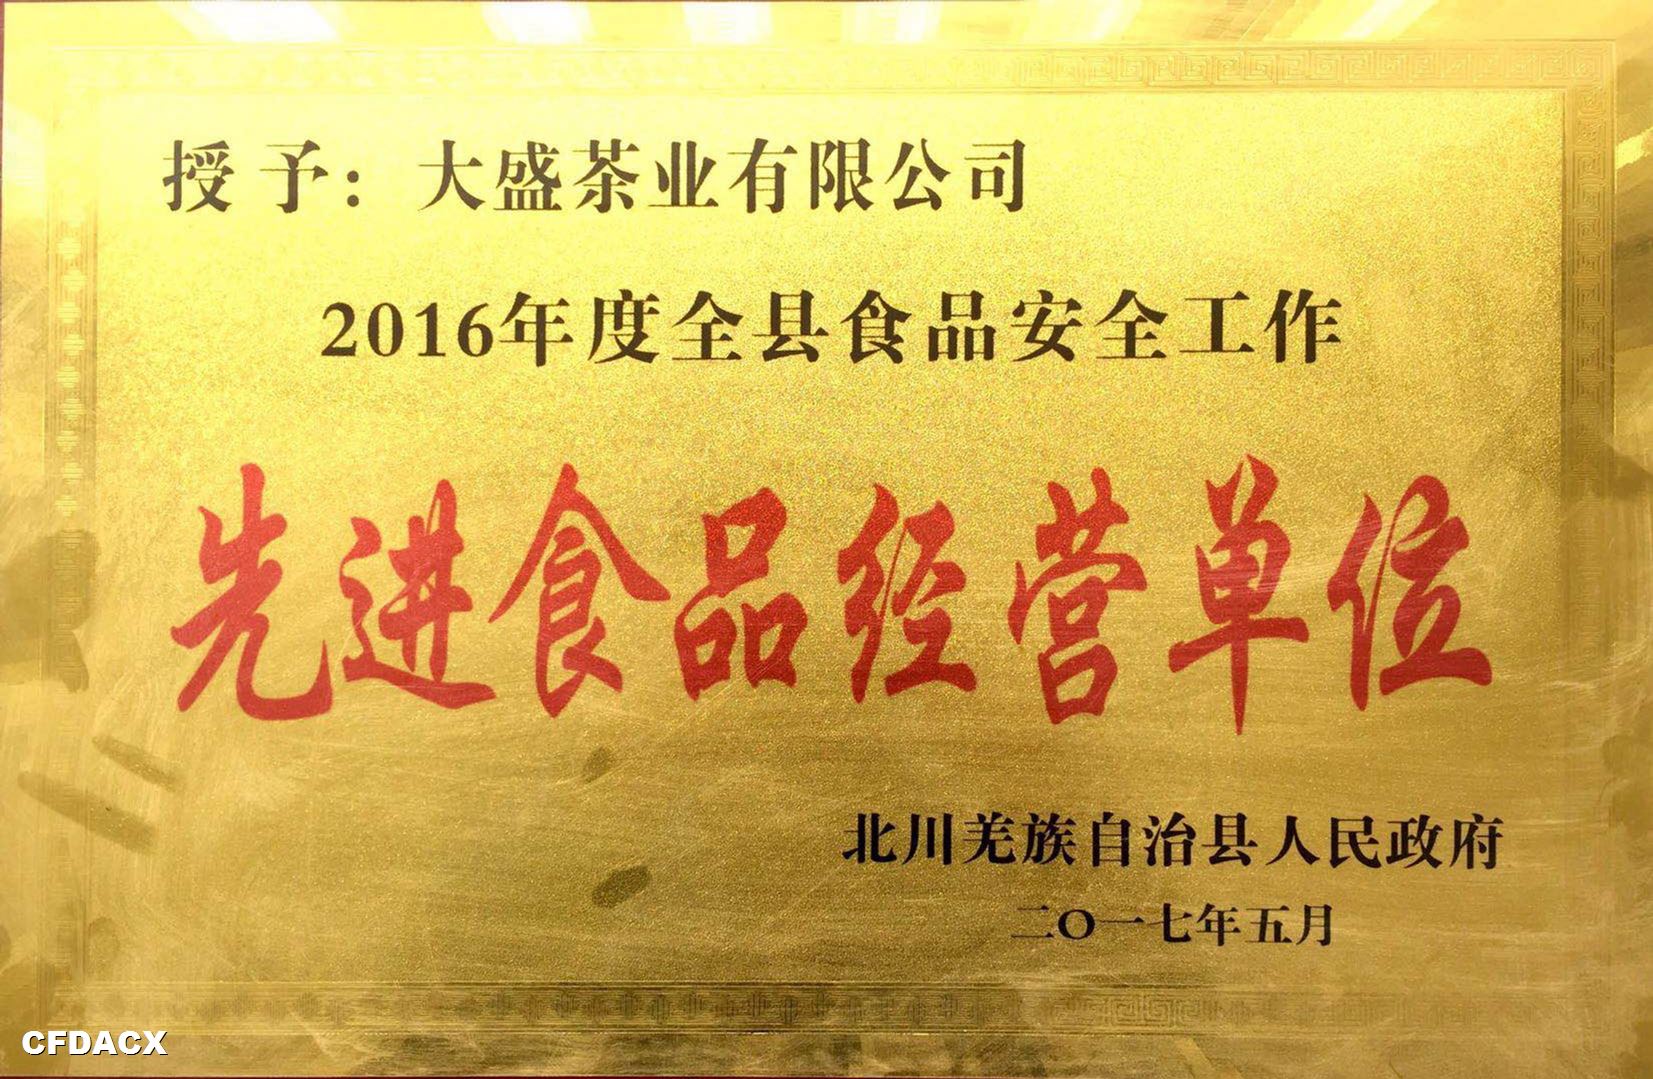 授予：大盛茶业有限公司
2016年度全县食品安全工作
先进食品经营单位
北川羌族自治县人民政府
二〇一七年五月
CFDACX